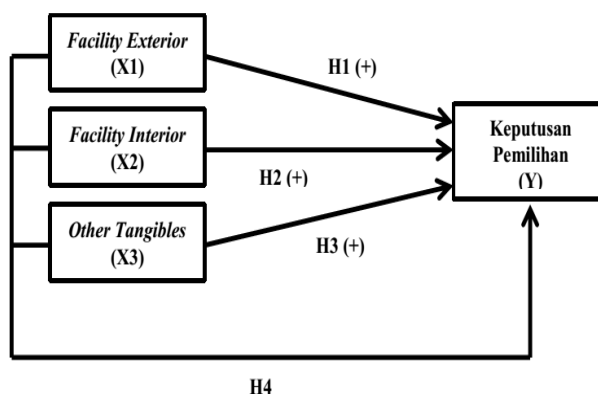 Facility Exterior
(X1)
H1 (+)
Facility Interior
(X2)
H2 (+)
Keputusan
Pemilihan
(Y)
Other Tangibles
(X3)
H3 (+)
H4